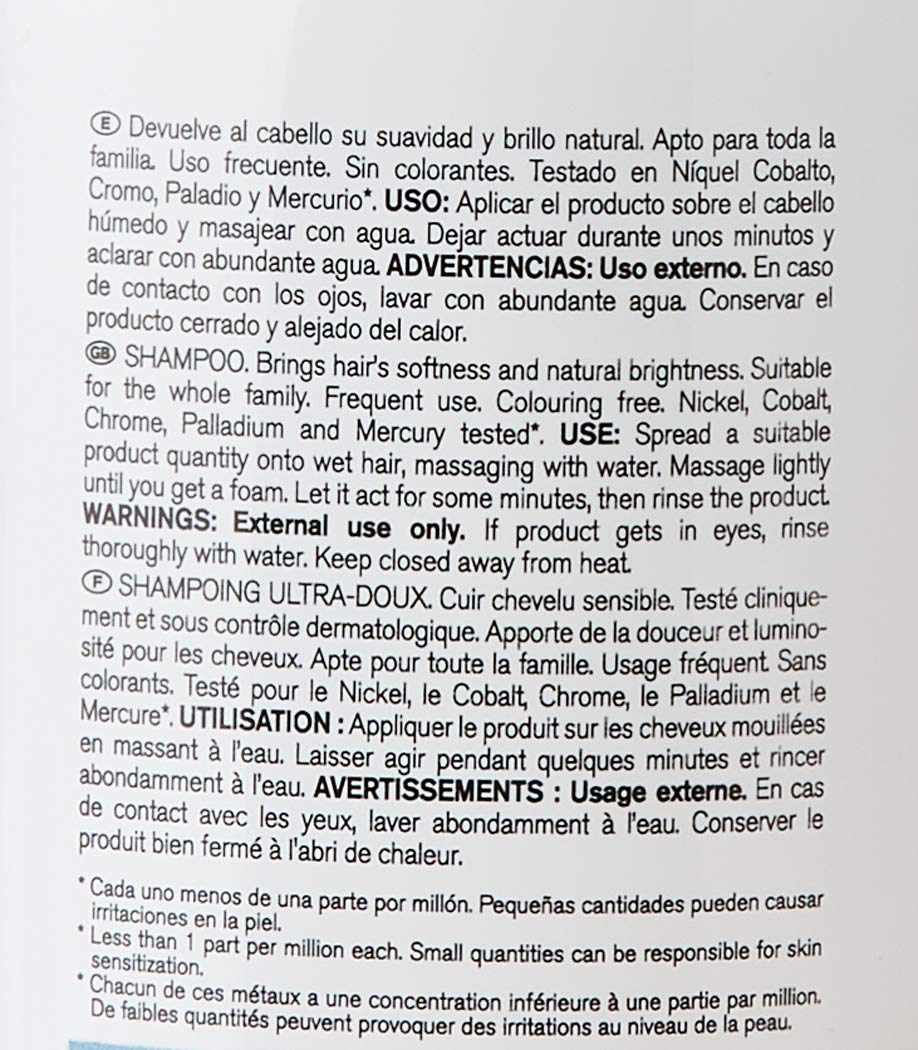 Ⓔ Devuelve al cabello su suavidad y brillo natural. Apto para toda la
familia. Uso frecuente. Sin colorantes. Testado en Níquel Cobalto,
Cromo, Paladio y Mercurio*. USO: Aplicar el producto sobre el cabello
húmedo y masajear con agua. Dejar actuar durante unos minutos y
aclarar con abundante agua. ADVERTENCIAS: Uso externo. En caso
de contacto con los ojos, lavar con abundante agua. Conservar el
producto cerrado y alejado del calor.
GB SHAMPOO. Brings hair's softness and natural brightness. Suitable
for the whole family. Frequent use. Colouring free. Nickel, Cobalt,
Chrome, Palladium and Mercury tested*. USE: Spread a suitable
product quantity onto wet hair, massaging with water. Massage lightly
until you get a foam. Let it act for some minutes, then rinse the product.
WARNINGS: External use only. If product gets in eyes, rinse
thoroughly with water. Keep closed away from heat.
Ⓕ SHAMPOING ULTRA-DOUX. Cuir chevelu sensible. Testé clinique-
ment et sous contrôle dermatologique. Apporte de la douceur et lumino-
sité pour les cheveux. Apte pour toute la famille. Usage fréquent. Sans
colorants. Testé pour le Nickel, le Cobalt, Chrome, le Palladium et le
Mercure*. UTILISATION : Appliquer le produit sur les cheveux mouillées
en massant à l'eau. Laisser agir pendant quelques minutes et rincer
abondamment à l'eau. AVERTISSEMENTS : Usage externe. En cas
de contact avec les yeux, laver abondamment à l'eau. Conserver le
produit bien fermé à l'abri de chaleur.
* Cada uno menos de una parte por millón. Pequeñas cantidades pueden causar
irritaciones en la piel.
* Less than 1 part per million each. Small quantities can be responsible for skin
sensitization.
* Chacun de ces métaux a une concentration inférieure à une partie par million.
De faibles quantités peuvent provoquer des irritations au niveau de la peau.